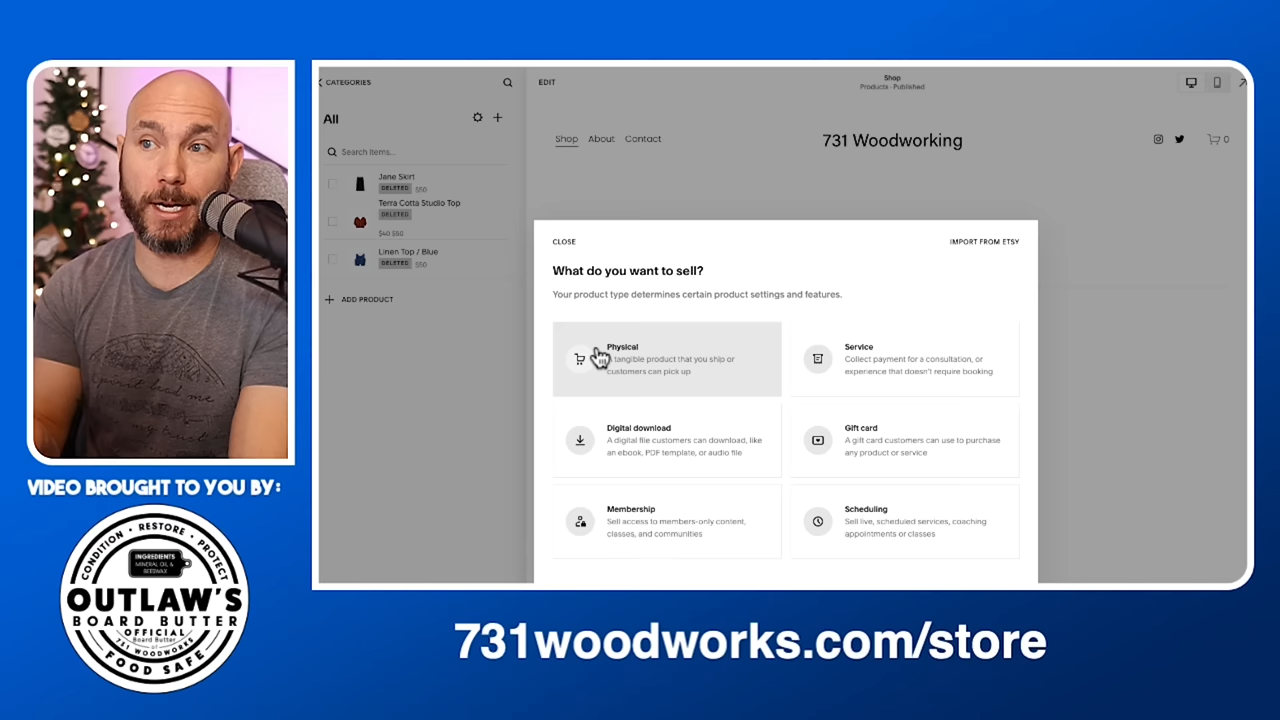 CATEGORIES
All
Search items...
Jane Skirt
DELETED $50
Terra Cotta Studio Top
DELETED
$40-$50
Linen Top / Blue
DELETED $50
ADD PRODUCT
EDIT
Shop
Products · Published
Shop About Contact
731 Woodworking
0
CLOSE
IMPORT FROM ETSY
What do you want to sell?
Your product type determines certain product settings and features.
Physical
tangible product that you ship or
customers can pick up
Service
Collect payment for a consultation, or
experience that doesn't require booking
Digital download
A digital file customers can download, like
an ebook, PDF template, or audio file
Gift card
A gift card customers can use to purchase
any product or service
Membership
Sell access to members-only content,
classes, and communities
Scheduling
Sell live, scheduled services, coaching
appointments or classes
VIDEO BROUGHT TO YOU BY:
CONDITION • RESTORE • PROTECT
INGREDIENTS
MINERAL OIL &
BEESWAX
OUTLAW'S
BOARD BUTTER
OFFICIAL
Board Butter
of
731 WOODWORKS
FOOD SAFE
731woodworks.com/store